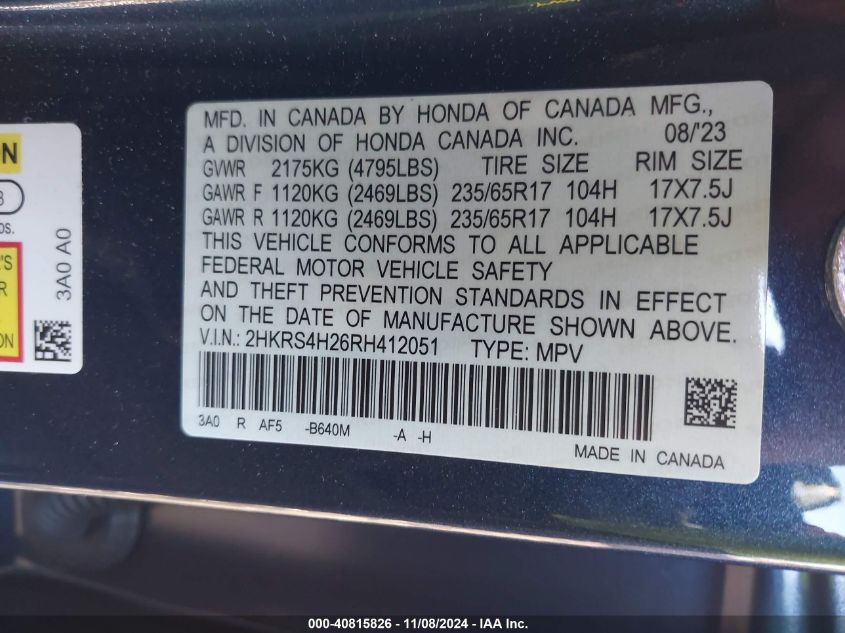 MFD. IN CANADA BY HONDA OF CANADA MFG.,
A DIVISION OF HONDA CANADA INC. 08/'23
GVWR 2175KG (4795LBS) TIRE SIZE RIM SIZE
GAWR F 1120KG (2469LBS) 235/65R17 104H 17X7.5J
GAWR R 1120KG (2469LBS) 235/65R17 104H 17X7.5J
THIS VEHICLE CONFORMS TO ALL APPLICABLE
FEDERAL MOTOR VEHICLE SAFETY
AND THEFT PREVENTION STANDARDS IN EFFECT
ON THE DATE OF MANUFACTURE SHOWN ABOVE.
V.I.N.: 2HKRS4H26RH412051 TYPE: MPV
3A0 R AF5 -B640M -A -H
MADE IN CANADA
3A0 A0
000-40815826 - 11/08/2024 - IAA Inc.